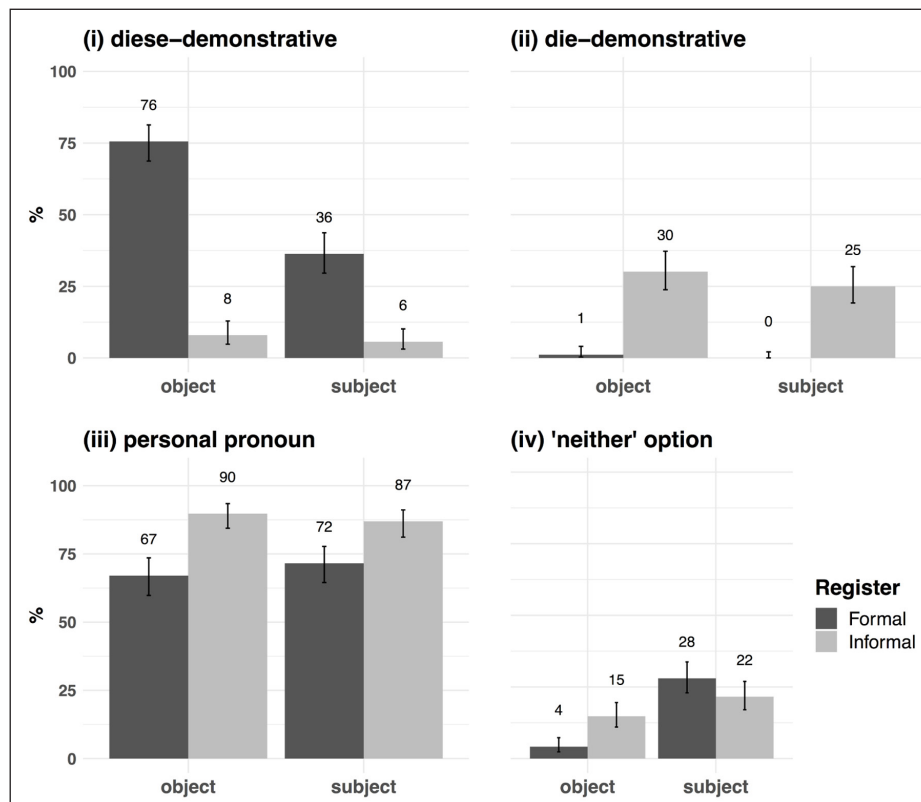 (i) diese–demonstrative
100
75
50
25
0
%
76
8
36
6
object
subject
(ii) die–demonstrative
1
30
0
25
object
subject
(iii) personal pronoun
100
75
50
25
0
%
67
90
72
87
object
subject
(iv) 'neither' option
4
15
28
22
object
subject
Register
Formal
Informal